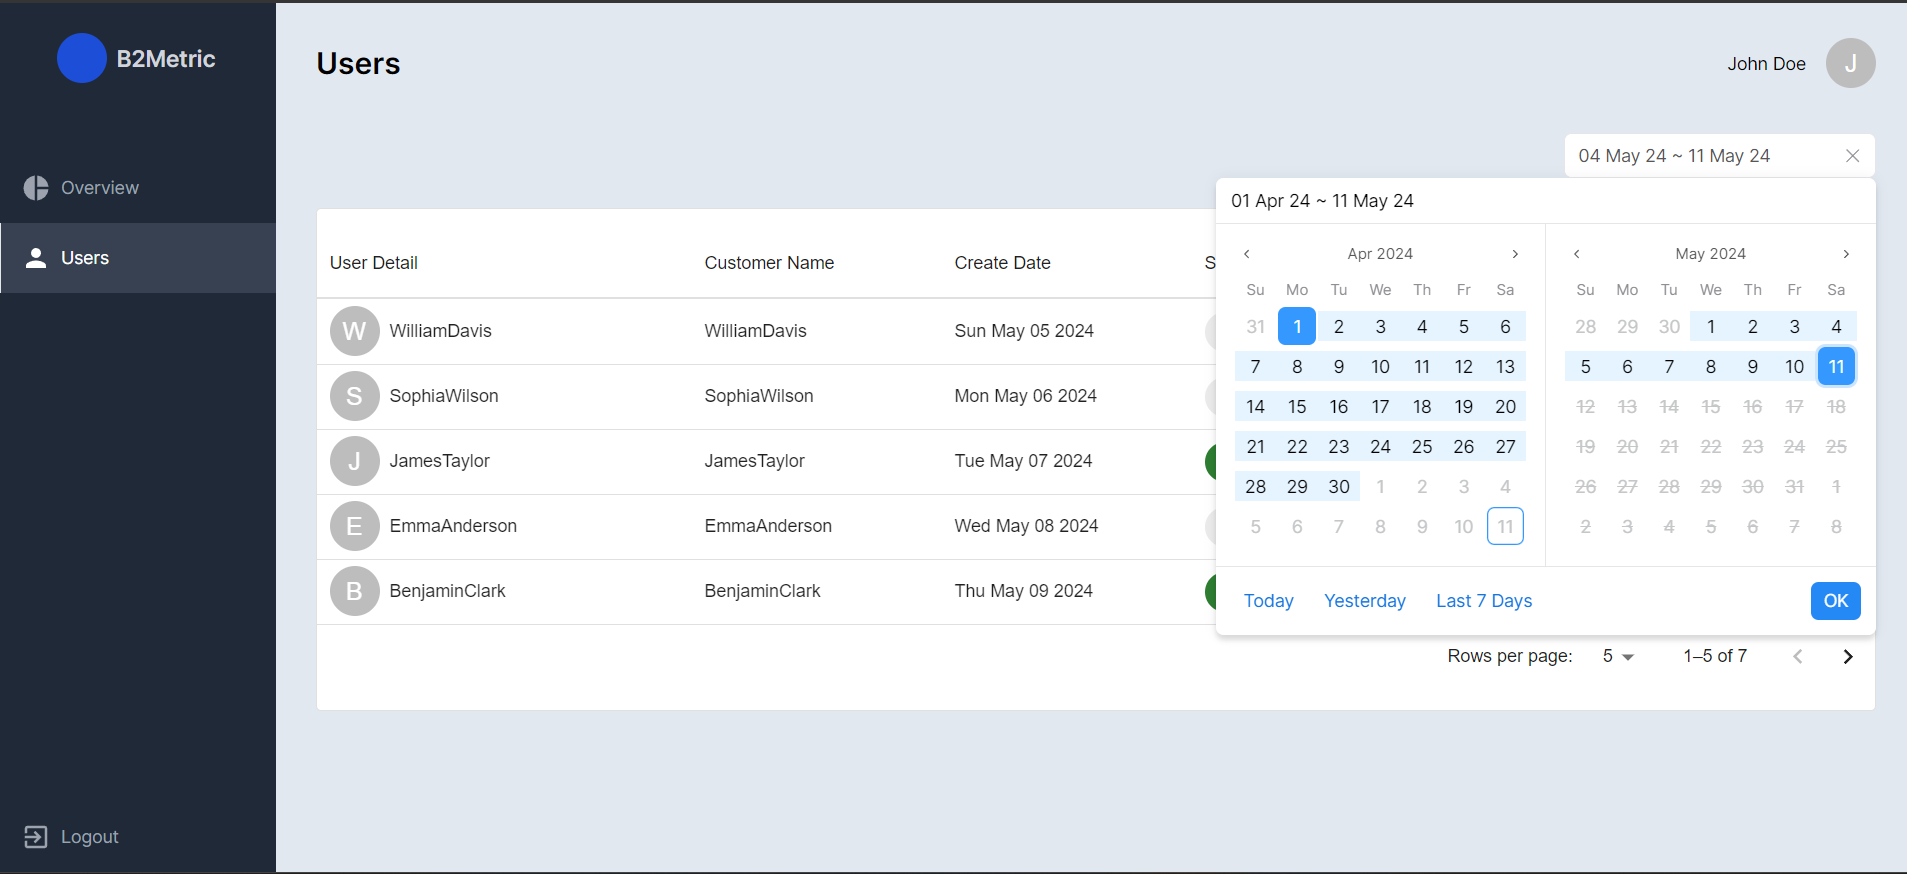 B2Metric
Overview
Users
Logout
Users
John Doe
J
04 May 24 ~ 11 May 24
User Detail Customer Name Create Date S
W WilliamDavis WilliamDavis Sun May 05 2024
S SophiaWilson SophiaWilson Mon May 06 2024
J JamesTaylor JamesTaylor Tue May 07 2024
E EmmaAnderson EmmaAnderson Wed May 08 2024
B BenjaminClark BenjaminClark Thu May 09 2024
01 Apr 24 ~ 11 May 24
Apr 2024
Su Mo Tu We Th Fr Sa
31 1 2 3 4 5 6
7 8 9 10 11 12 13
14 15 16 17 18 19 20
21 22 23 24 25 26 27
28 29 30 1 2 3 4
5 6 7 8 9 10 11
May 2024
Su Mo Tu We Th Fr Sa
28 29 30 1 2 3 4
5 6 7 8 9 10 11
12 13 14 15 16 17 18
19 20 21 22 23 24 25
26 27 28 29 30 31 1
2 3 4 5 6 7 8
Today Yesterday Last 7 Days OK
Rows per page: 5 1–5 of 7